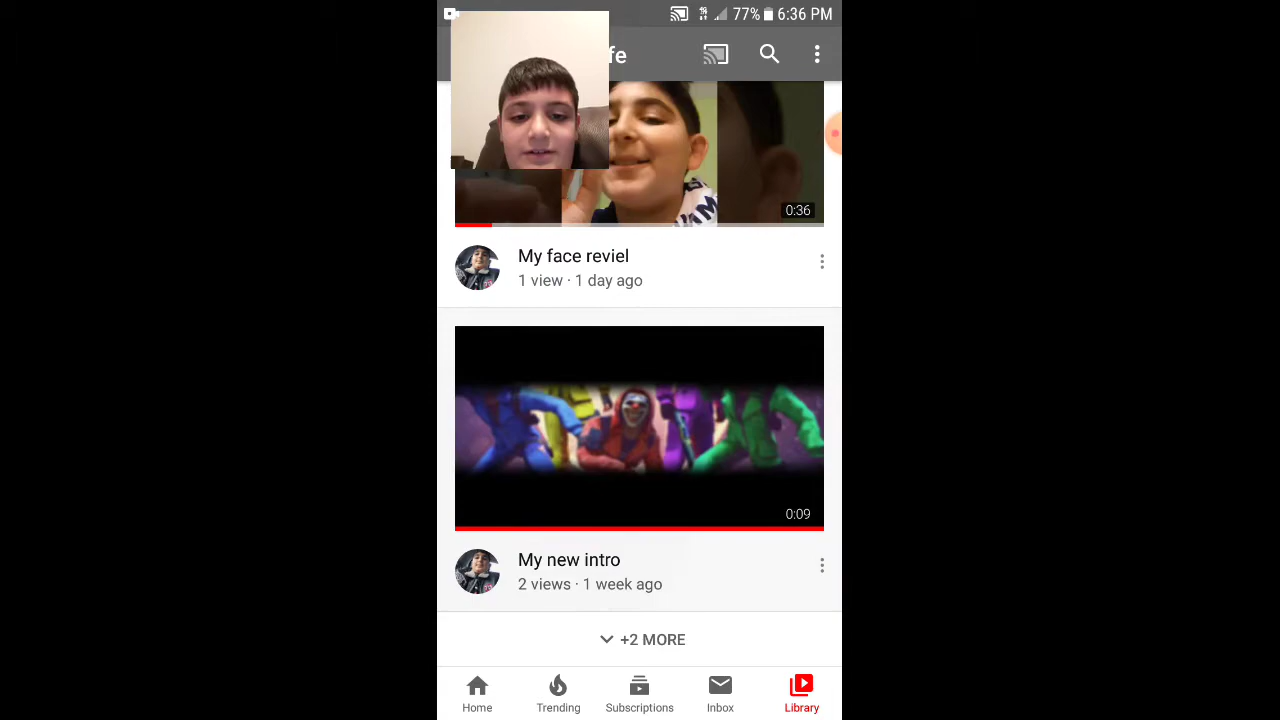 77% 6:36 PM
fe
0:36
My face reviel
1 view · 1 day ago
0:09
My new intro
2 views · 1 week ago
+2 MORE
Home Trending Subscriptions Inbox Library